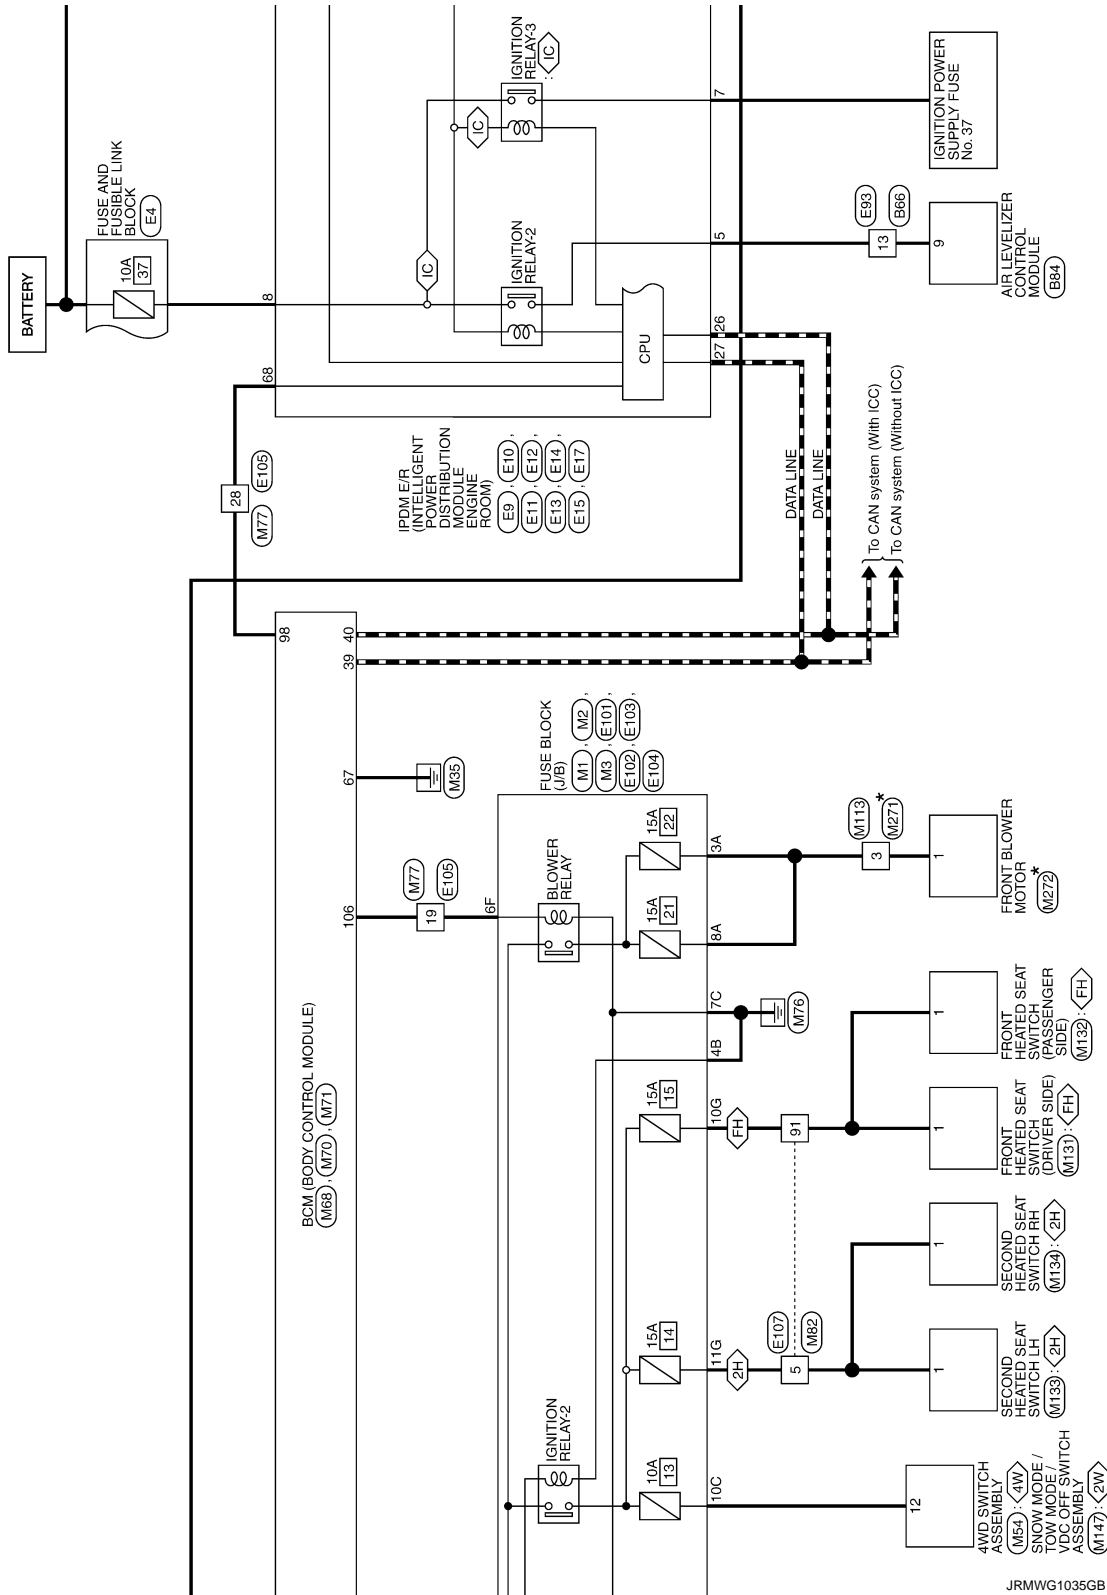 BATTERY
FUSE AND
FUSIBLE LINK
BLOCK
E4
10A
37
8
IC
IC
IGNITION
RELAY-3
: IC
IGNITION
RELAY-2
CPU
7
5
26
27
68
IGNITION POWER
SUPPLY FUSE
No. 37
E93
B66
13
9
AIR LEVELIZER
CONTROL
MODULE
B84
28
M77
E105
IPDM E/R
(INTELLIGENT
POWER
DISTRIBUTION
MODULE
ENGINE
ROOM)
E9 , E10 ,
E11 , E12 ,
E13 , E14 ,
E15 , E17
DATA LINE
DATA LINE
To CAN system (With ICC)
To CAN system (Without ICC)
98
40
39
67
M35
106
19
M77
E105
BCM (BODY CONTROL MODULE)
M68 , M70 , M71
FUSE BLOCK
(J/B)
M1 , M2 ,
M3 , E101 ,
E102 , E103 ,
E104
6F
BLOWER
RELAY
15A
22
15A
21
3A
8A
7C
4B
M76
M113
M271 *
3
1
FRONT BLOWER
MOTOR
M272 *
15A
15
10G
FH
91
1
FRONT
HEATED SEAT
SWITCH
(PASSENGER
SIDE)
M132 : FH
1
FRONT
HEATED SEAT
SWITCH
(DRIVER SIDE)
M131 : FH
15A
14
11G
2H
E107
M82
5
1
SECOND
HEATED SEAT
SWITCH RH
M134 : 2H
1
SECOND
HEATED SEAT
SWITCH LH
M133 : 2H
IGNITION
RELAY-2
10A
13
10C
12
4WD SWITCH
ASSEMBLY
M54 : 4W
SNOW MODE /
TOW MODE /
VDC OFF SWITCH
ASSEMBLY
M147 : 2W
JRMWG1035GB